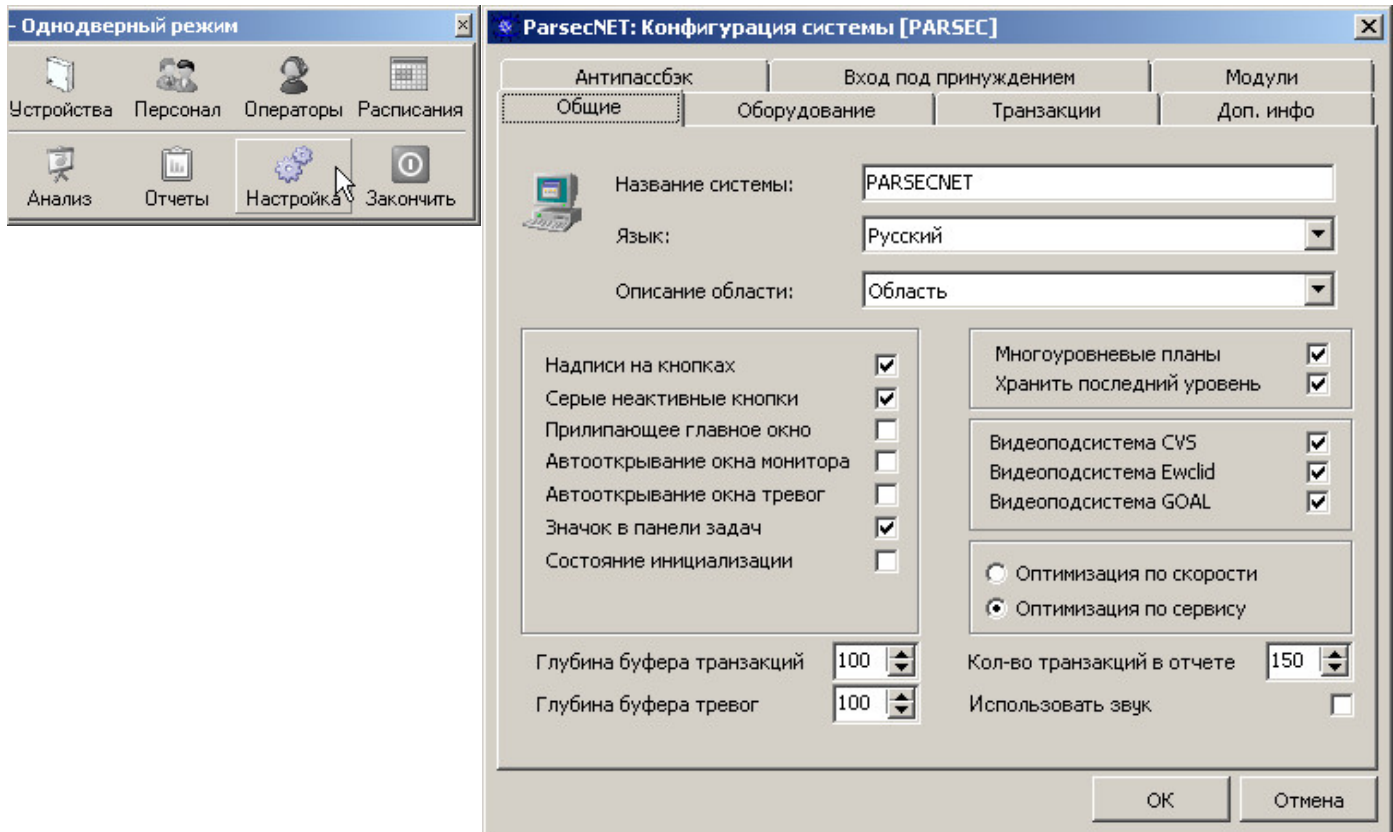 - Однодверный режим
Устройства Персонал Операторы Расписания
Анализ Отчеты Настройка Закончить
ParsecNET: Конфигурация системы [PARSEC]
Антипассбэк Вход под принуждением Модули
Общие Оборудование Транзакции Доп. инфо
Название системы: PARSECNET
Язык: Русский
Описание области: Область
Надписи на кнопках
Серые неактивные кнопки
Прилипающее главное окно
Автооткрывание окна монитора
Автооткрывание окна тревог
Значок в панели задач
Состояние инициализации
Многоуровневые планы
Хранить последний уровень
Видеоподсистема CVS
Видеоподсистема Ewclid
Видеоподсистема GOAL
Оптимизация по скорости
Оптимизация по сервису
Глубина буфера транзакций 100 Кол-во транзакций в отчете 150
Глубина буфера тревог 100 Использовать звук
ОК Отмена